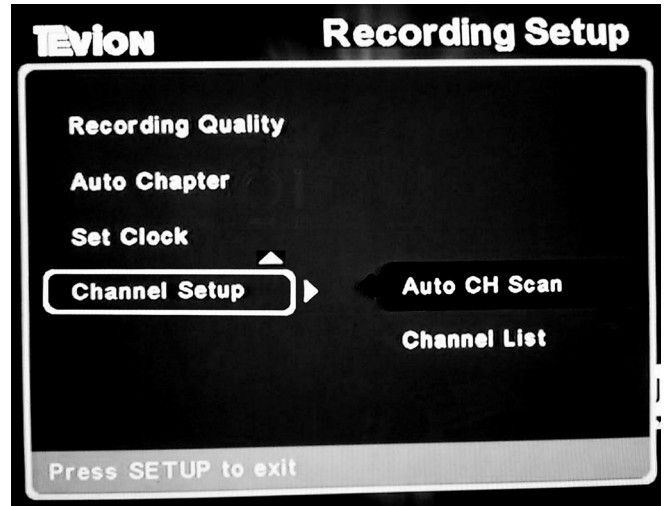 TEViON
Recording Setup
Recording Quality
Auto Chapter
Set Clock
Channel Setup
Auto CH Scan
Channel List
Press SETUP to exit